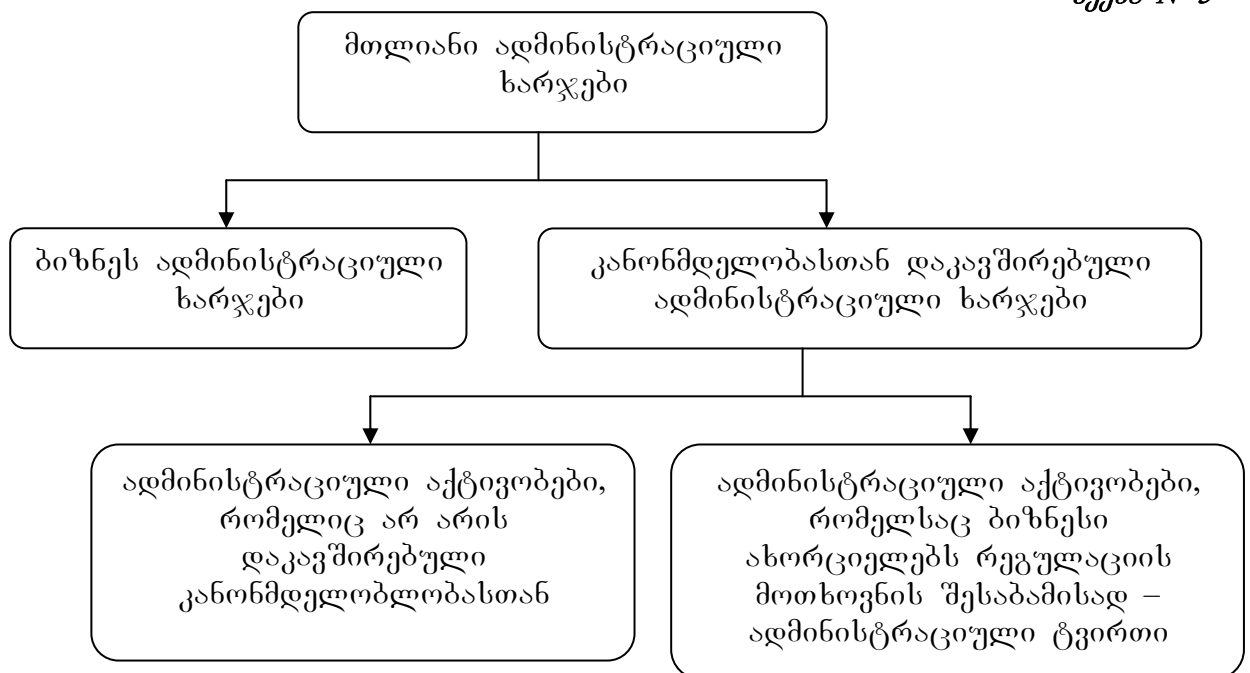 მთლიანი ადმინისტრაციული
ხარჯები
ბიზნეს ადმინისტრაციული
ხარჯები
კანონმდელობასთან დაკავშირებული
ადმინისტრაციული ხარჯები
ადმინისტრაციული აქტივობები,
რომელიც არ არის
დაკავშირებული
კანონმდელობლობასთან
ადმინისტრაციული აქტივობები,
რომელსაც ბიზნესი
ახორციელებს რეგულაციის
მოთხოვნის შესაბამისად –
ადმინისტრაციული ტვირთი